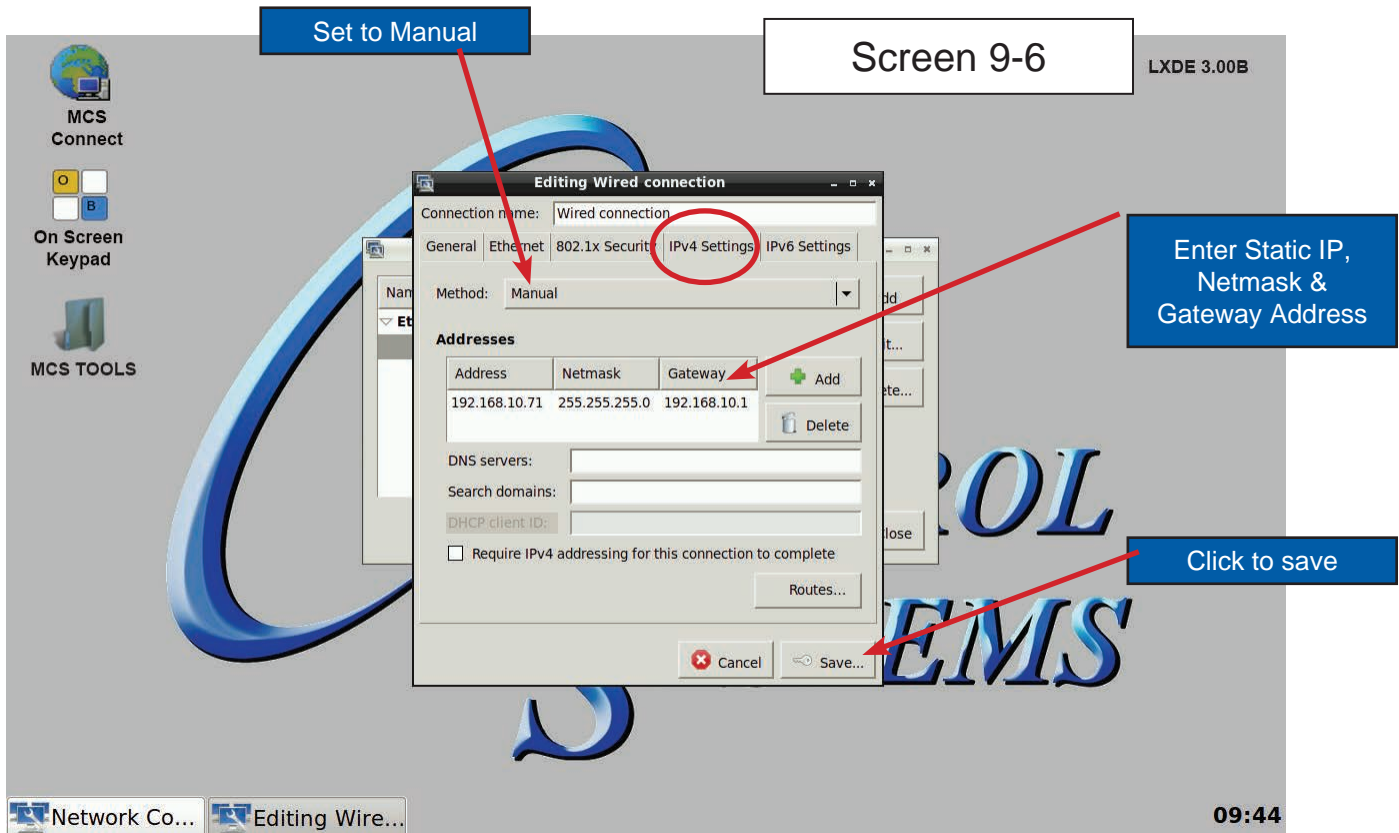 Set to Manual
Screen 9-6
LXDE 3.00B
MCS
Connect
O
B
On Screen
Keypad
MCS TOOLS
Editing Wired connection
Connection name: Wired connection
General Ethernet 802.1x Security IPv4 Settings IPv6 Settings
Method: Manual
Addresses
Address Netmask Gateway
192.168.10.71 255.255.255.0 192.168.10.1
Add
Delete
DNS servers:
Search domains:
DHCP client ID:
Require IPv4 addressing for this connection to complete
Routes...
Cancel
Save...
Enter Static IP,
Netmask &
Gateway Address
Click to save
Network Co...
Editing Wire...
09:44